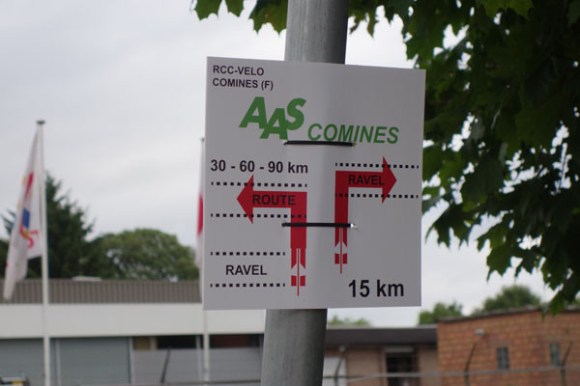 RCC-VELO
COMINES (F)
AAS COMINES
30 - 60 - 90 km
ROUTE
RAVEL
RAVEL
15 km